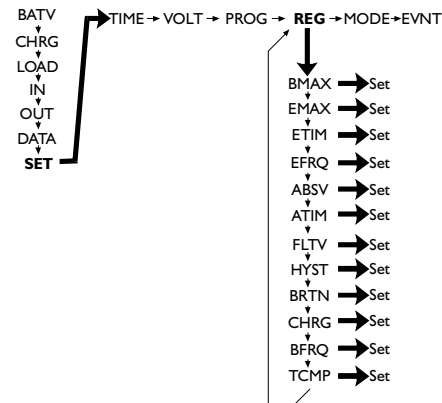 BATV
CHRG
LOAD
IN
OUT
DATA
SET
TIME VOLT PROG REG MODE EVNT
BMAX Set
EMAX Set
ETIM Set
EFRQ Set
ABSV Set
ATIM Set
FLTV Set
HYST Set
BRTN Set
CHRG Set
BFRQ Set
TCMP Set